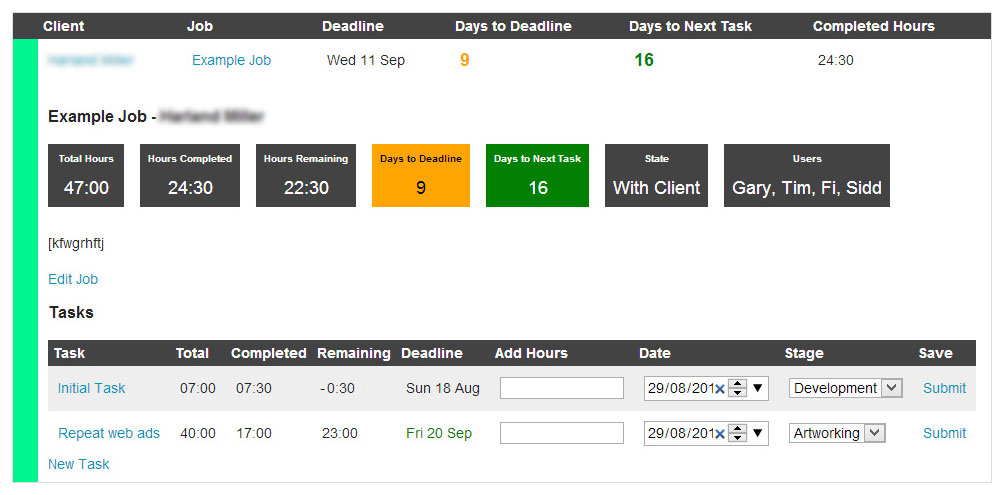 Client Job Deadline Days to Deadline Days to Next Task Completed Hours
Example Job Wed 11 Sep 9 16 24:30
Example Job -
Total Hours Hours Completed Hours Remaining Days to Deadline Days to Next Task State Users
47:00 24:30 22:30 9 16 With Client Gary, Tim, Fi, Sidd
[kfwgrhftj
Edit Job
Tasks
Task Total Completed Remaining Deadline Add Hours Date Stage Save
Initial Task 07:00 07:30 -0:30 Sun 18 Aug 29/08/201 Development Submit
Repeat web ads 40:00 17:00 23:00 Fri 20 Sep 29/08/201 Artworking Submit
New Task